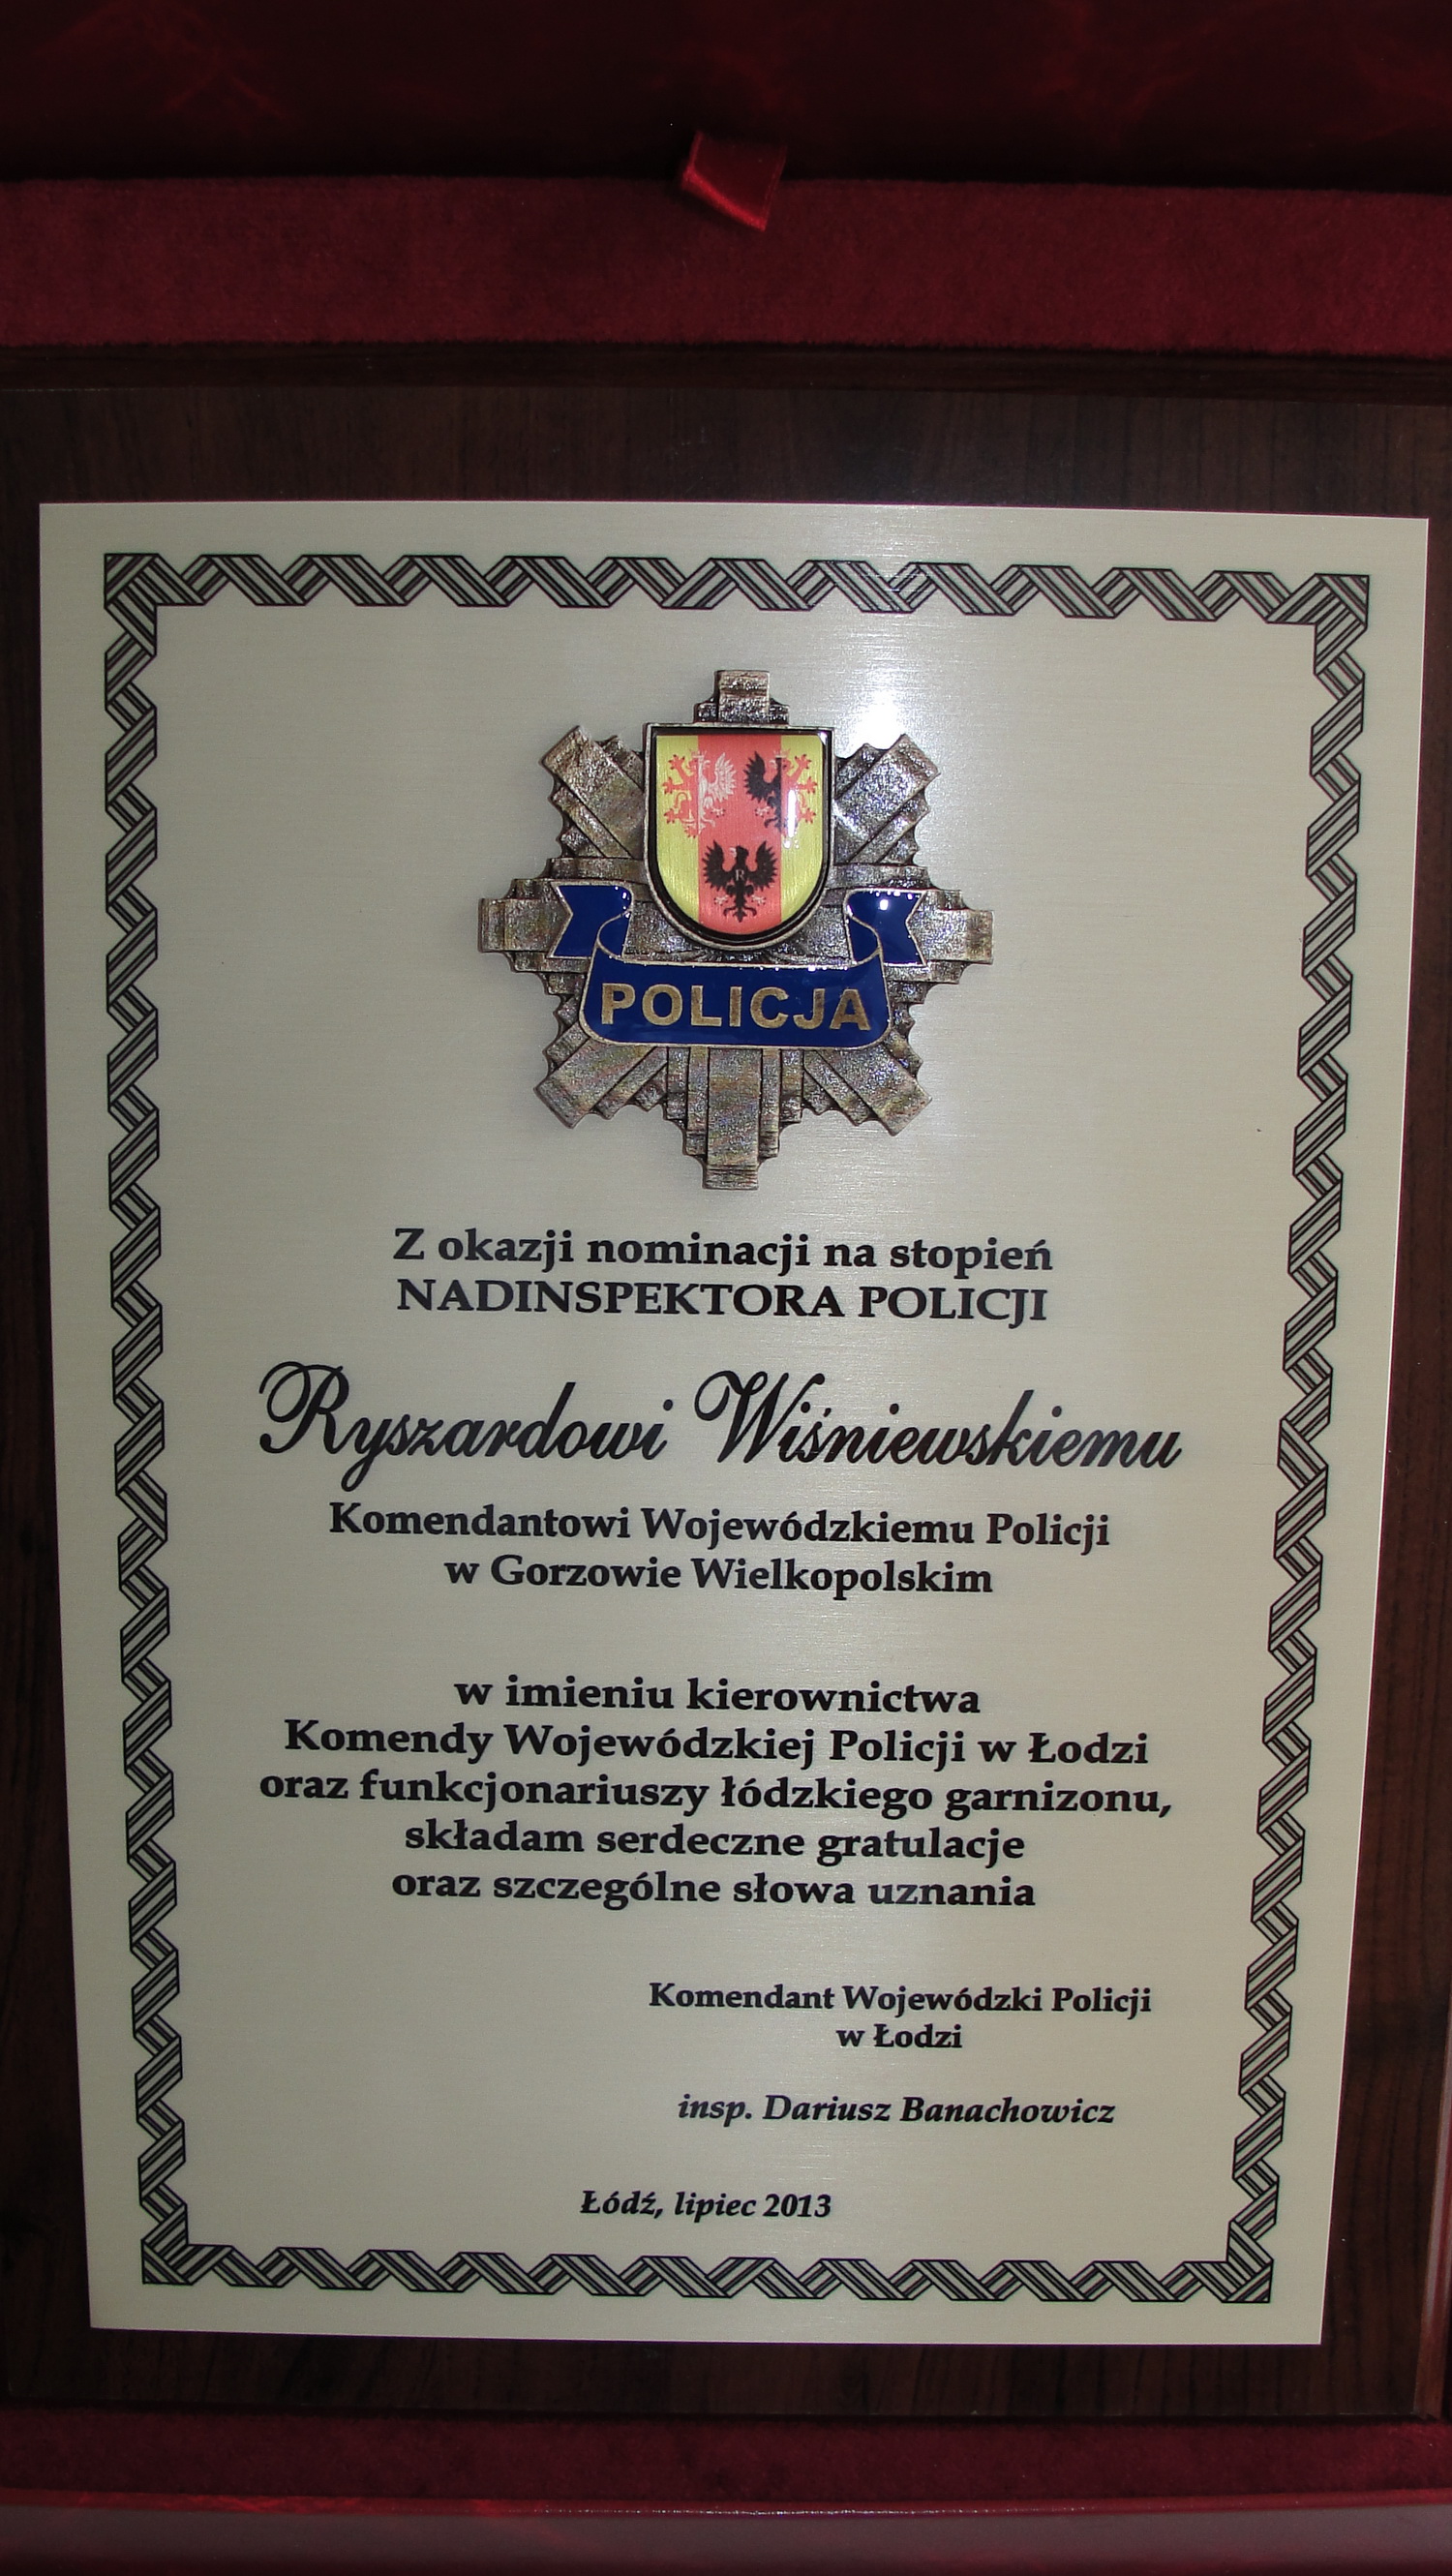 POLICJA
Z okazji nominacji na stopień
NADINSPEKTORA POLICJI
Ryszardowi Wiśniewskiemu
Komendantowi Wojewódzkiemu Policji
w Gorzowie Wielkopolskim
w imieniu kierownictwa
Komendy Wojewódzkiej Policji w Łodzi
oraz funkcjonariuszy łódzkiego garnizonu,
składam serdeczne gratulacje
oraz szczególne słowa uznania
Komendant Wojewódzki Policji
w Łodzi
insp. Dariusz Banachowicz
Łódź, lipiec 2013